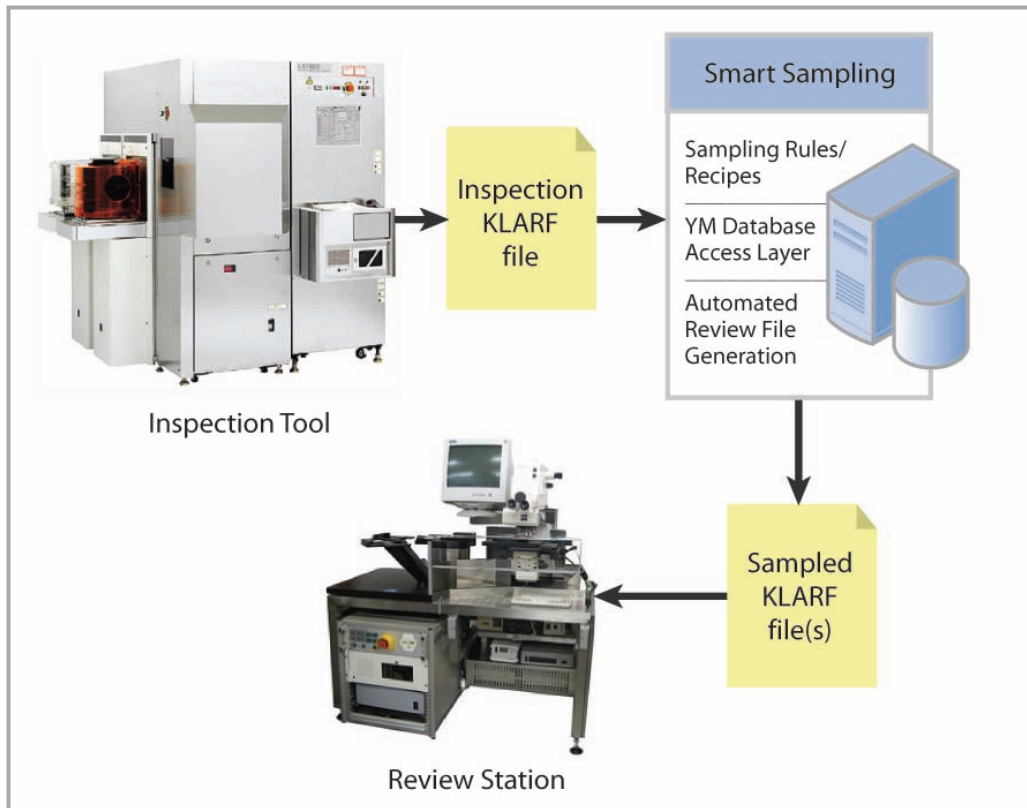 Smart Sampling
Sampling Rules/
Recipes
YM Database
Access Layer
Automated
Review File
Generation
Inspection
KLARF
file
Inspection Tool
Sampled
KLARF
file(s)
Review Station